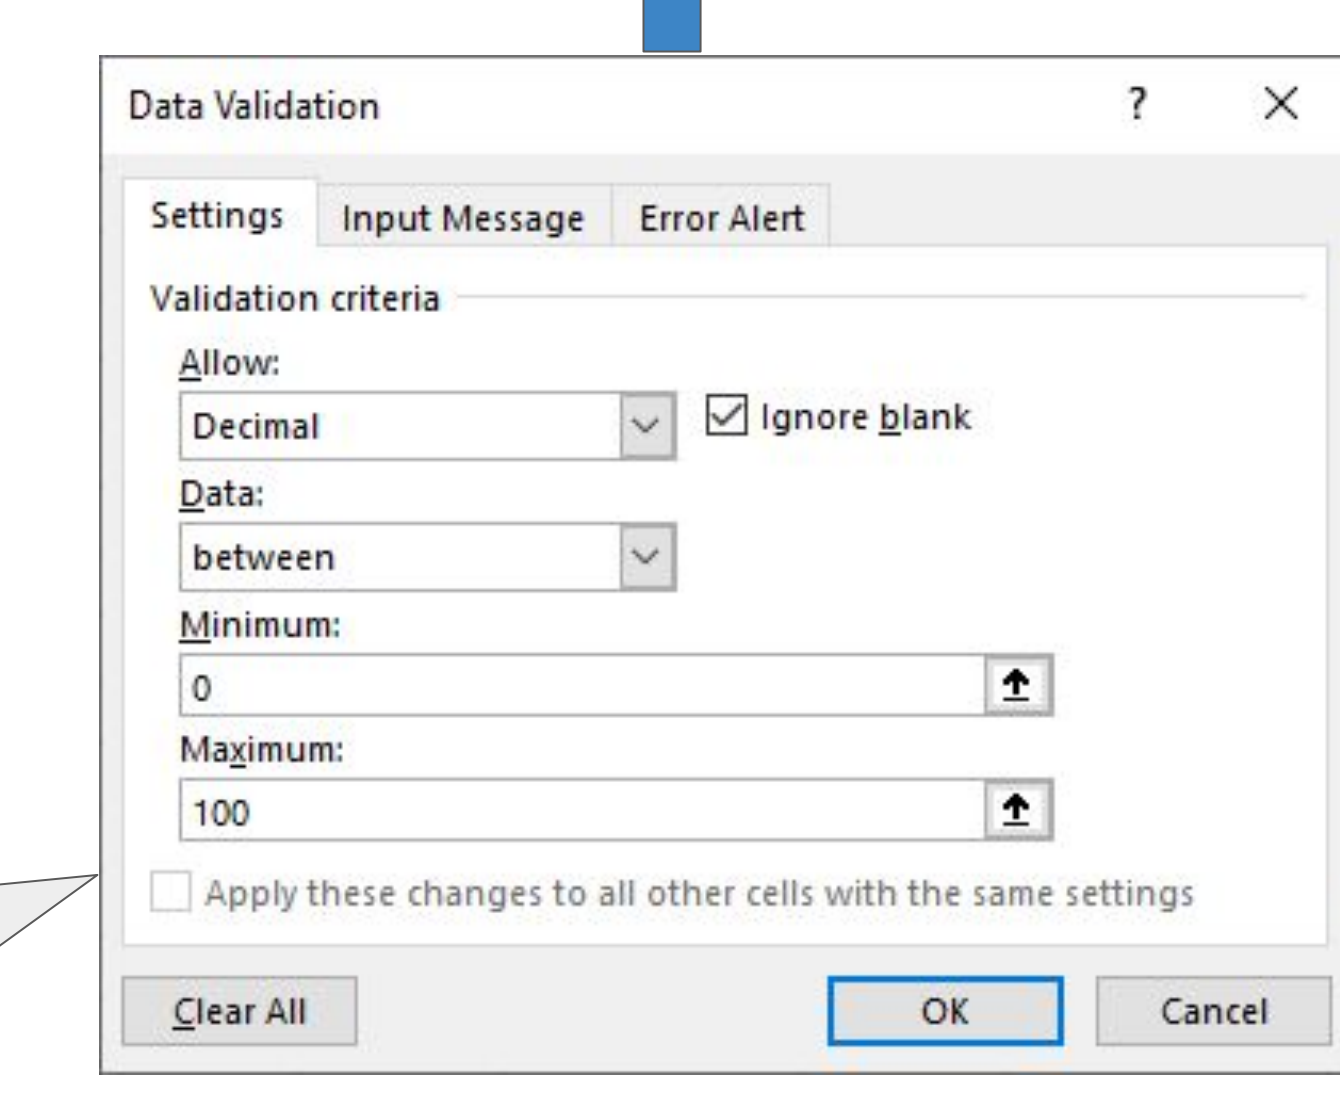 Data Validation ?
Settings Input Message Error Alert
Validation criteria
Allow:
Decimal Ignore blank
Data:
between
Minimum:
0
Maximum:
100
Apply these changes to all other cells with the same settings
Clear All OK Cancel